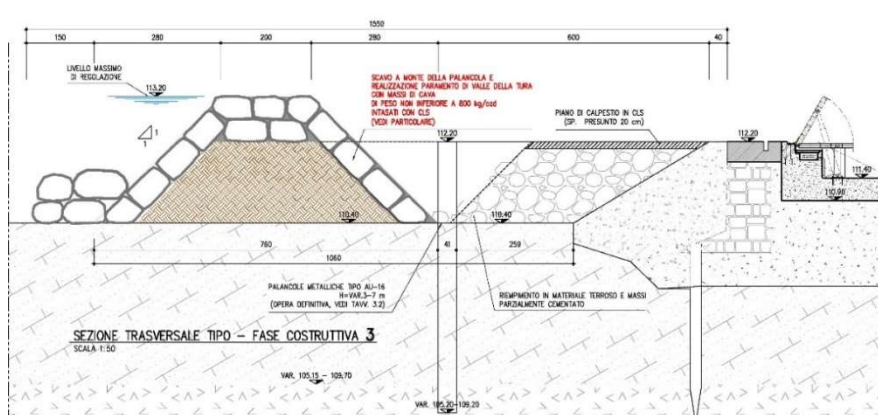 1550
150 280 200 280 600 40
LIVELLO MASSIMO
DI REGOLAZIONE
113.20
SCAVO A MONTE DELLA PALANCOLA E
REALIZZAZIONE PARAMENTO DI VALLE DELLA TURA
CON MASSI DI CAVA
DI PESO NON INFERIORE A 800 kg/cad
INTASATI CON CLS
(VEDI PARTICOLARE)
PIANO DI CALPESTIO IN CLS
(SP. PRESUNTO 20 cm)
1
1
112.20
112.20
111.40
110.95
110.40
110.40
760 41 259
1060
PALANCOLE METALLICHE TIPO AU-16
H=VAR.3-7 m
(OPERA DEFINITIVA, VEDI TAVV. 3.2)
RIEMPIMENTO IN MATERIALE TERROSO E MASSI
PARZIALMENTE CEMENTATO
SEZIONE TRASVERSALE TIPO - FASE COSTRUTTIVA 3
SCALA 1:50
VAR. 105.15 - 109.70
VAR. 105.20-109.20